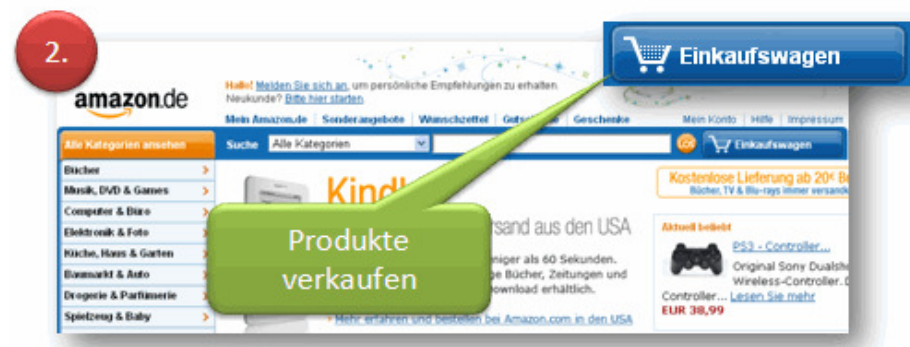 2.
Einkaufswagen
amazon.de
Hallo! Melden Sie sich an, um persönliche Empfehlungen zu erhalten.
Neukunde? Bitte hier starten.
Mein Amazon.de | Sonderangebote | Wunschzettel | Geschenke
Mein Konto | Hilfe | Impressum
Alle Kategorien ansehen
Suche Alle Kategorien
GO
Einkaufswagen
Bücher
Musik, DVD & Games
Computer & Büro
Elektronik & Foto
Küche, Haus & Garten
Baumarkt & Auto
Drogerie & Parfümerie
Spielzeug & Baby
Kindl
sand aus den USA
niger als 60 Sekunden.
ge Bücher, Zeitungen und
ownload erhältlich.
Mehr erfahren und bestellen bei Amazon.com in den USA
Produkte
verkaufen
Kostenlose Lieferung ab 20€
Bücher, TV & Blu-rays immer versandk
Aktuell beliebt
PS3 - Controller...
Original Sony Dualsh
Wireless-Controller.
Controller... Lesen Sie mehr
EUR 38,99